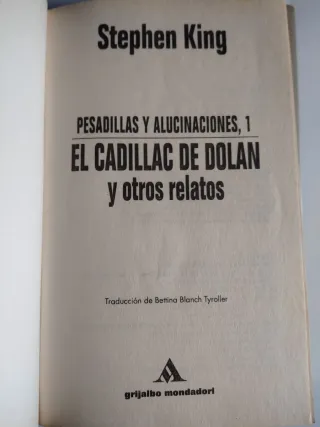 Stephen King
PESADILLAS Y ALUCINACIONES, 1
EL CADILLAC DE DOLAN
y otros relatos
Traducción de Bettina Blanch Tyroller
grijalbo mondadori